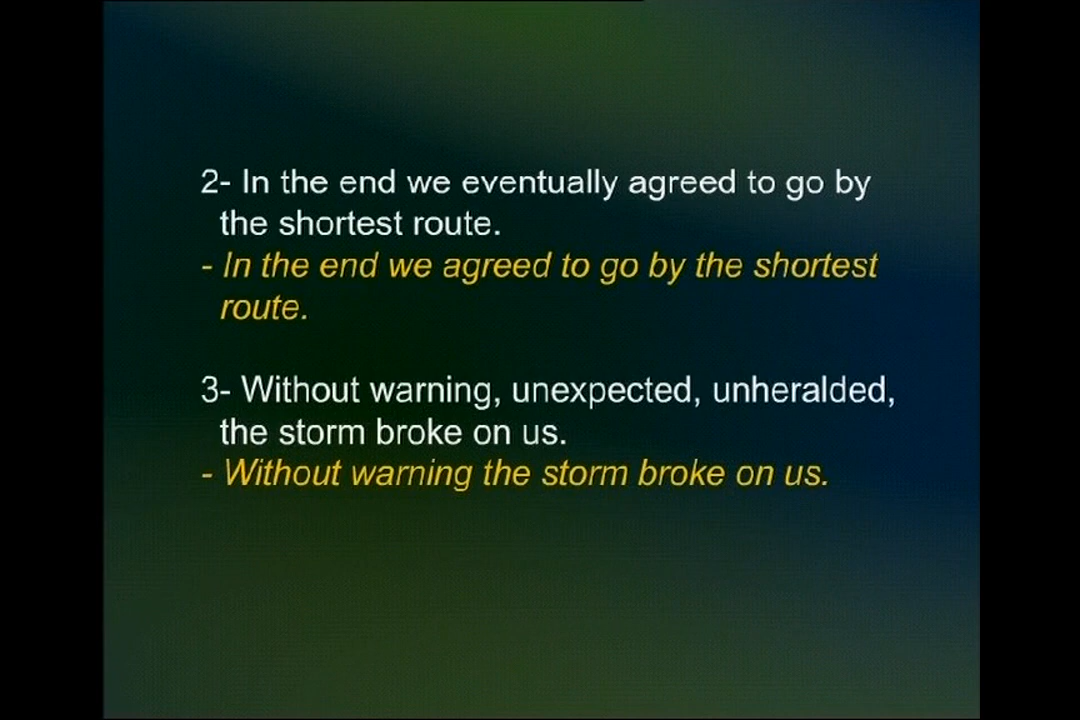 2- In the end we eventually agreed to go by
the shortest route.
- In the end we agreed to go by the shortest
route.
3- Without warning, unexpected, unheralded,
the storm broke on us.
- Without warning the storm broke on us.